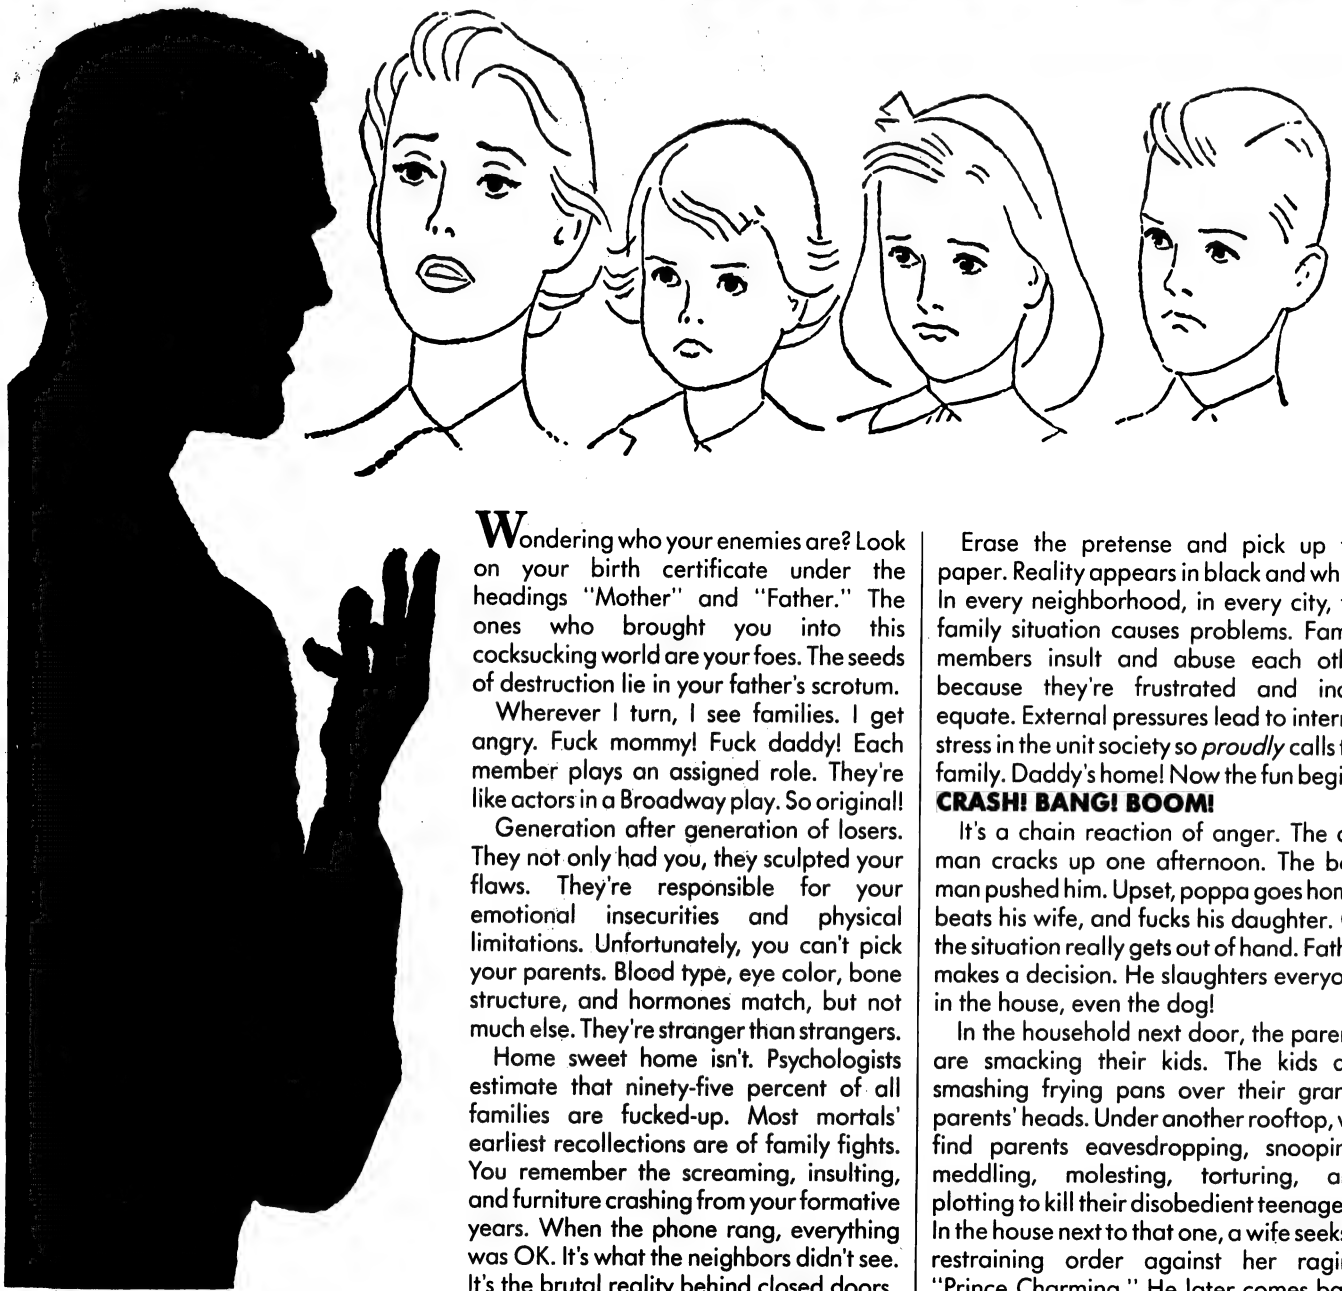 Wondering who your enemies are? Look
on your birth certificate under the
headings "Mother" and "Father." The
ones who brought you into this
cocksucking world are your foes. The seeds
of destruction lie in your father's scrotum.
Wherever I turn, I see families. I get
angry. Fuck mommy! Fuck daddy! Each
member plays an assigned role. They're
like actors in a Broadway play. So original!
Generation after generation of losers.
They not only had you, they sculpted your
flaws. They're responsible for your
emotional insecurities and physical
limitations. Unfortunately, you can't pick
your parents. Blood type, eye color, bone
structure, and hormones match, but not
much else. They're stranger than strangers.
Home sweet home isn't. Psychologists
estimate that ninety-five percent of all
families are fucked-up. Most mortals'
earliest recollections are of family fights.
You remember the screaming, insulting,
and furniture crashing from your formative
years. When the phone rang, everything
was OK. It's what the neighbors didn't see.
It's the brutal reality behind closed doors.
Erase the pretense and pick up
paper. Reality appears in black and wh
In every neighborhood, in every city,
family situation causes problems. Fam
members insult and abuse each oth
because they're frustrated and ina
equate. External pressures lead to intern
stress in the unit society so proudly calls
family. Daddy's home! Now the fun begi
CRASH! BANG! BOOM!
It's a chain reaction of anger. The o
man cracks up one afternoon. The bo
man pushed him. Upset, poppa goes hom
beats his wife, and fucks his daughter.
the situation really gets out of hand. Fath
makes a decision. He slaughters everyo
in the house, even the dog!
In the household next door, the paren
are smacking their kids. The kids a
smashing frying pans over their gran
parents' heads. Under another rooftop, w
find parents eavesdropping, snoopin
meddling, molesting, torturing, a
plotting to kill their disobedient teenage
In the house next to that one, a wife seeks
restraining order against her ragin
"Prince Charming." He later comes ba